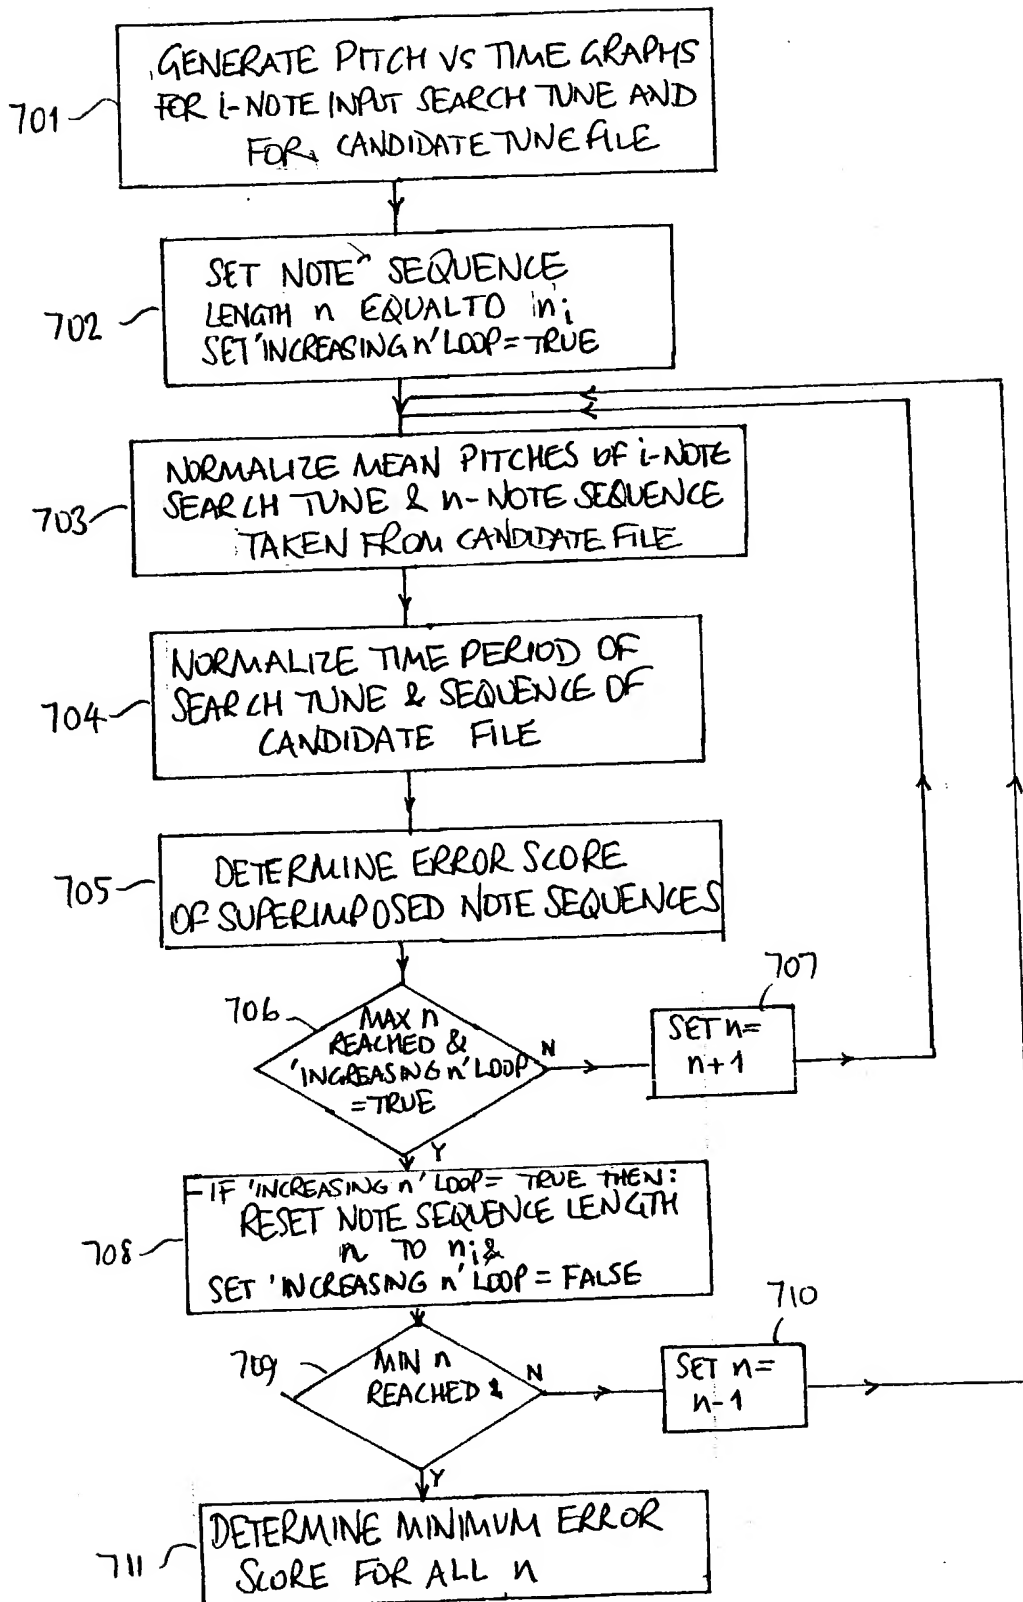 GENERATE PITCH VS TIME GRAPHS
FOR i-NOTE INPUT SEARCH TUNE AND
FOR CANDIDATE TUNE FILE
701
SET NOTE SEQUENCE
LENGTH n EQUAL TO ni
SET 'INCREASING n' LOOP = TRUE
702
NORMALIZE MEAN PITCHES OF i-NOTE
SEARCH TUNE & n-NOTE SEQUENCE
TAKEN FROM CANDIDATE FILE
703
NORMALIZE TIME PERIOD OF
SEARCH TUNE & SEQUENCE OF
CANDIDATE FILE
704
DETERMINE ERROR SCORE
OF SUPERIMPOSED NOTE SEQUENCES
705
706
MAX n
REACHED &
'INCREASING n' LOOP
= TRUE
N
Y
707
SET n =
n+1
- IF 'INCREASING n' LOOP = TRUE THEN:
RESET NOTE SEQUENCE LENGTH
n TO ni &
SET 'INCREASING n' LOOP = FALSE
708
709
MIN n
REACHED &
N
Y
710
SET n =
n-1
DETERMINE MINIMUM ERROR
SCORE FOR ALL n
711